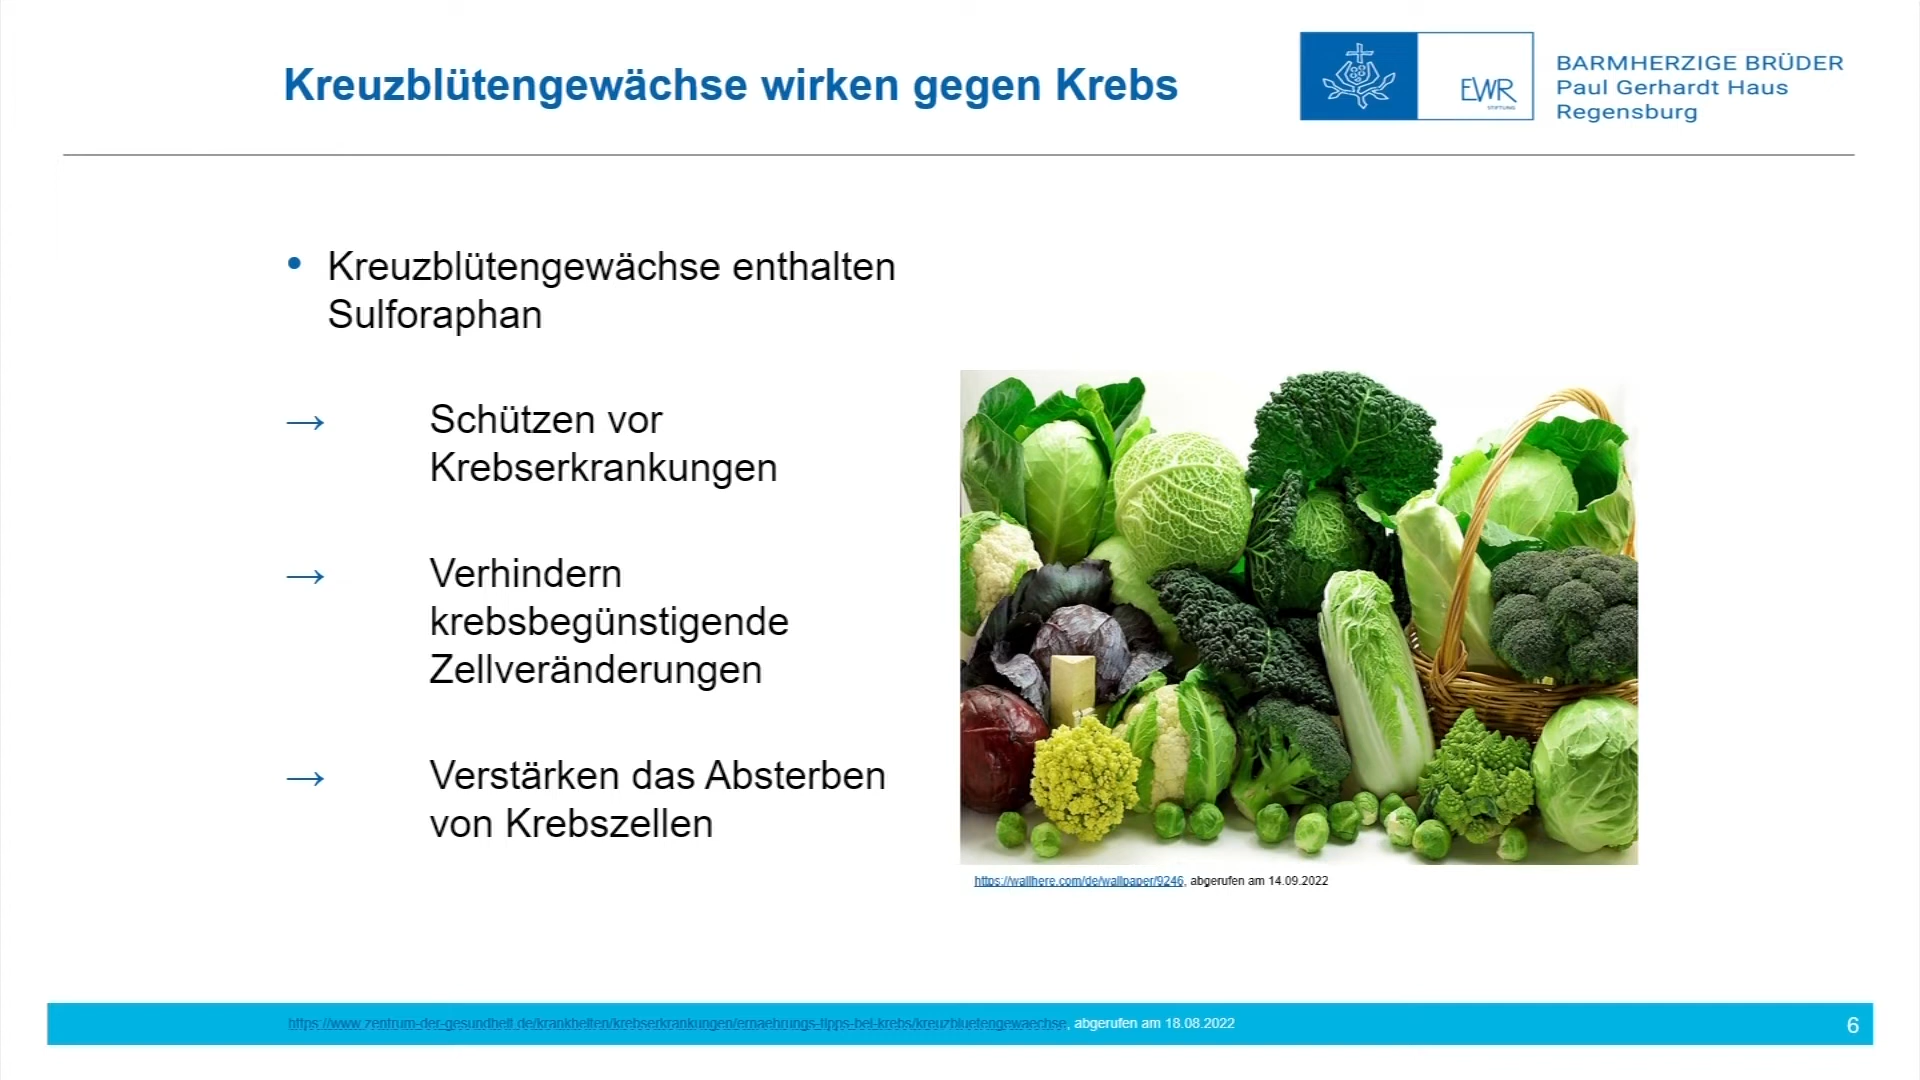 Kreuzblütengewächse wirken gegen Krebs
EWR
STIFTUNG
BARMHERZIGE BRÜDER
Paul Gerhardt Haus
Regensburg
• Kreuzblütengewächse enthalten
Sulforaphan
→ Schützen vor
Krebserkrankungen
→ Verhindern
krebsbegünstigende
Zellveränderungen
→ Verstärken das Absterben
von Krebszellen
https://wallhere.com/de/wallpaper/9246, abgerufen am 14.09.2022
https://www.zentrum-der-gesundheit.de/krankheiten/krebserkrankungen/ernaehrungs-tipps-bei-krebs/kreuzbluetengewaechse, abgerufen am 18.08.2022
6